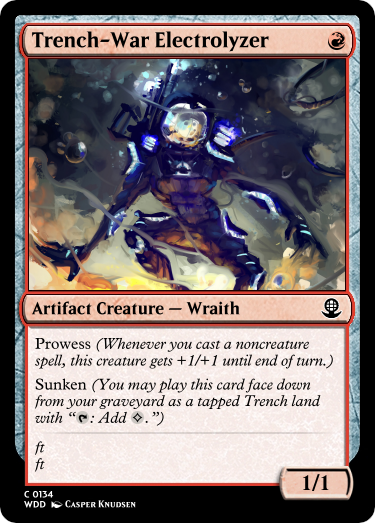 Trench-War Electrolyzer
Artifact Creature — Wraith
Prowess (Whenever you cast a noncreature
spell, this creature gets +1/+1 until end of turn.)
Sunken (You may play this card face down
from your graveyard as a tapped Trench land
with “: Add .”)
ft
ft
1/1
C 0134
WDD CASPER KNUDSEN